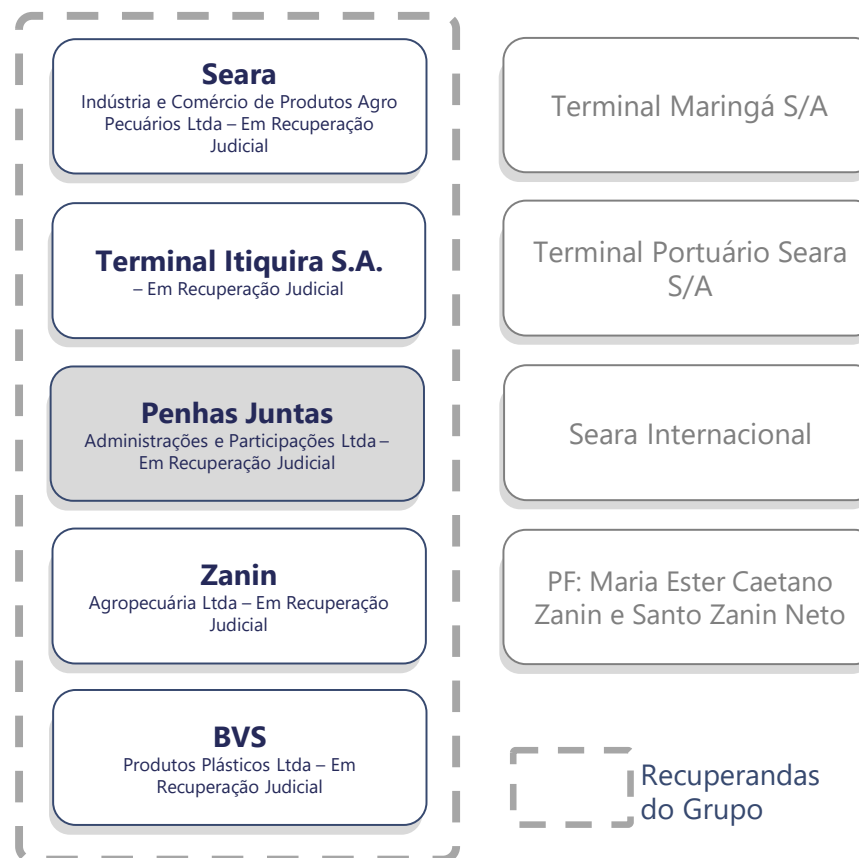 Seara
Indústria e Comércio de Produtos Agro
Pecuários Ltda – Em Recuperação
Judicial
Terminal Itiquira S.A.
– Em Recuperação Judicial
Penhas Juntas
Administrações e Participações Ltda –
Em Recuperação Judicial
Zanin
Agropecuária Ltda – Em Recuperação
Judicial
BVS
Produtos Plásticos Ltda – Em
Recuperação Judicial
Terminal Maringá S/A
Terminal Portuário Seara
S/A
Seara Internacional
PF: Maria Ester Caetano
Zanin e Santo Zanin Neto
Recuperandas
do Grupo